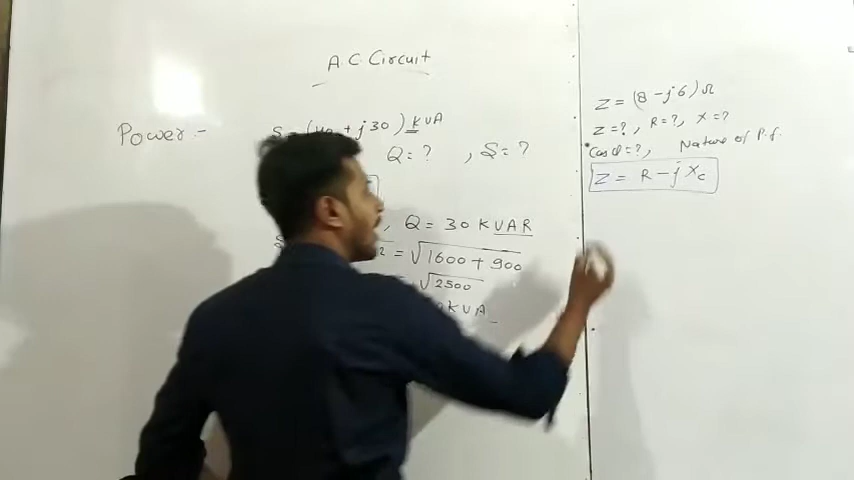 A C Circuit
Power :-
S = (40 + j30) kVA
Q = ? , S = ?
, Q = 30 KVAR
= √1600 + 900
√2500
KVA
Z = (8 - j6) Ω
Z = ?, R = ?, X = ?
Cos Ø = ?, Nature of P.f.
Z = R - j Xc